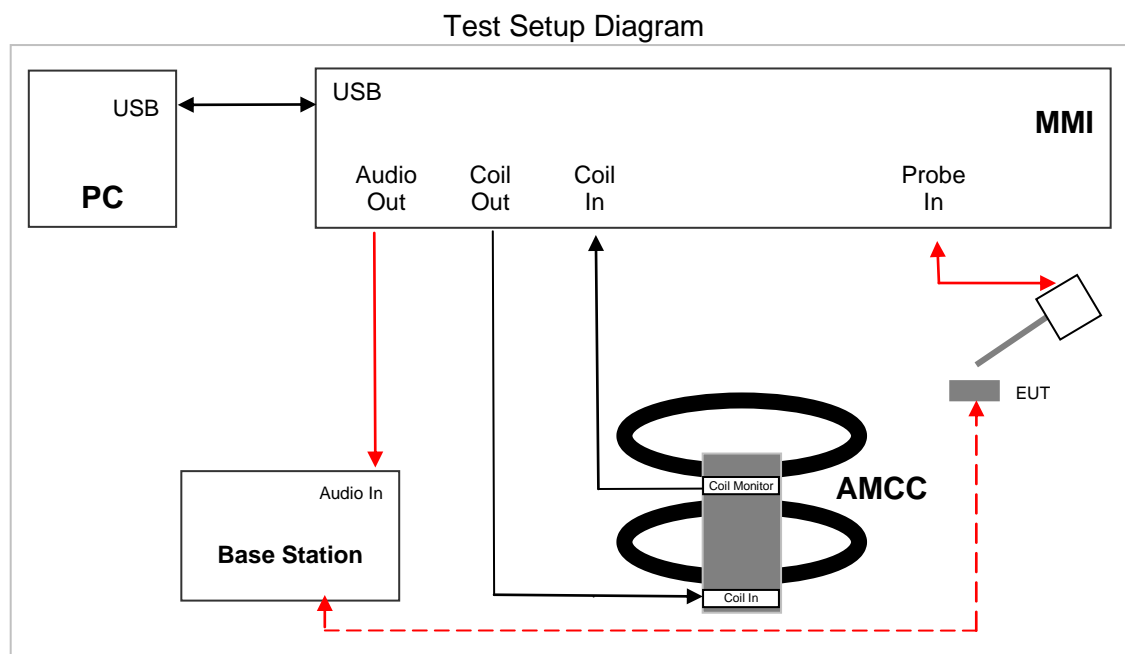 Test Setup Diagram
USB
PC
USB
MMI
Audio
Out
Coil
Out
Coil
In
Probe
In
EUT
Coil Monitor
AMCC
Audio In
Base Station
Coil In